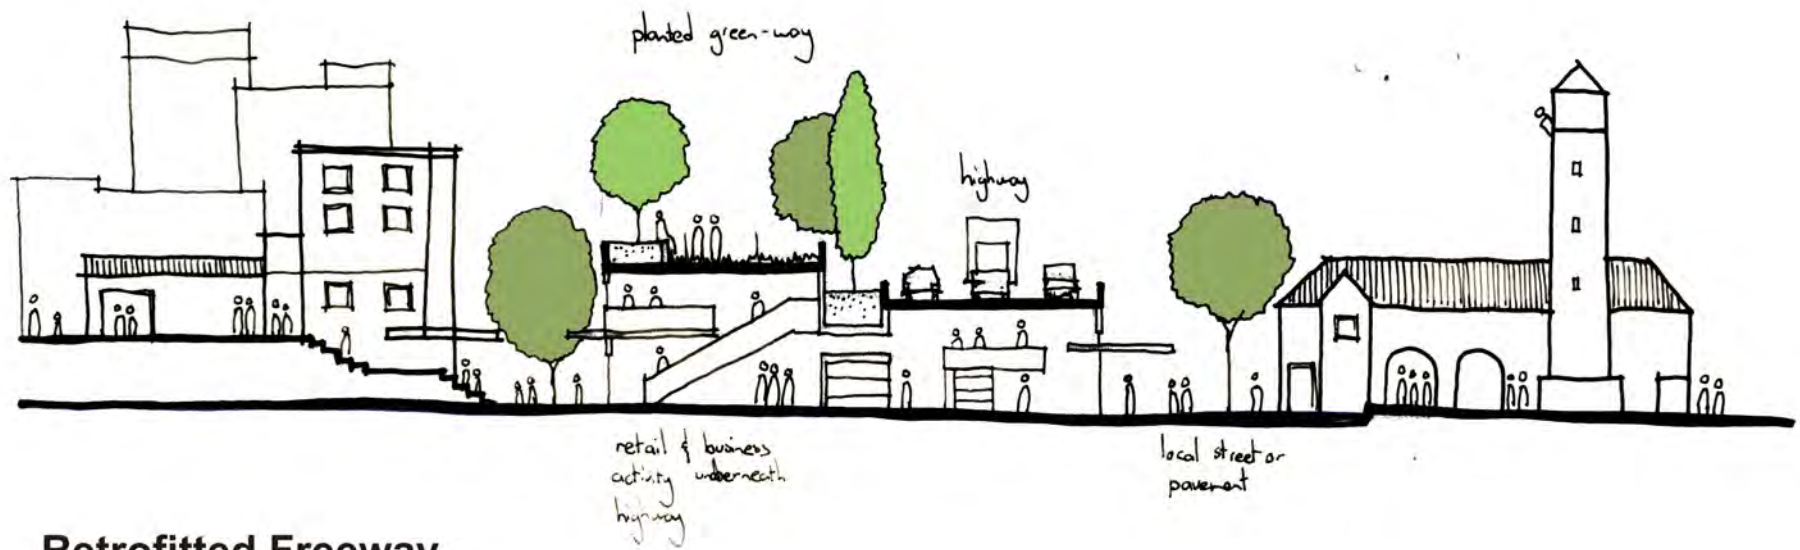 planted green-way
highway
retail & business
activity underneath
highway
local street or
pavement
Retrofitted Freeway